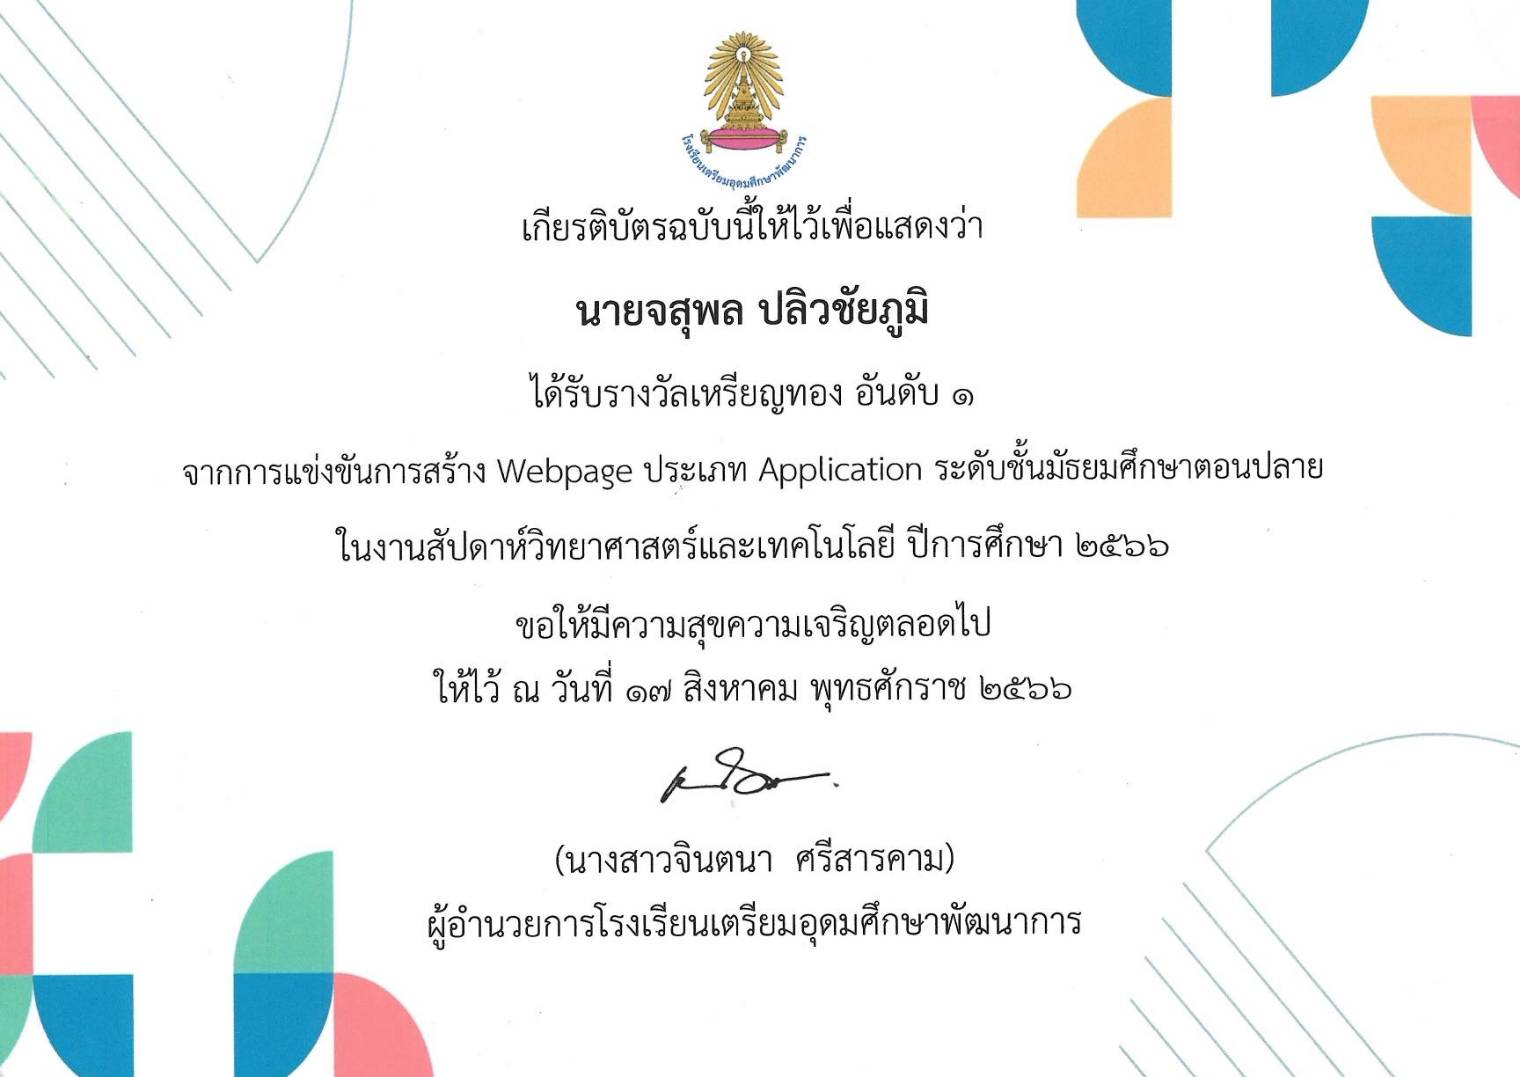 โรงเรียนเตรียมอุดมศึกษาพัฒนาการ
เกียรติบัตรฉบับนี้ให้ไว้เพื่อแสดงว่า
นายจสุพล ปลิวชัยภูมิ
ได้รับรางวัลเหรียญทอง อันดับ ๑
จากการแข่งขันการสร้าง Webpage ประเภท Application ระดับชั้นมัธยมศึกษาตอนปลาย
ในงานสัปดาห์วิทยาศาสตร์และเทคโนโลยี ปีการศึกษา ๒๕๖๖
ขอให้มีความสุขความเจริญตลอดไป
ให้ไว้ ณ วันที่ ๑๗ สิงหาคม พุทธศักราช ๒๕๖๖
(นางสาวจินตนา ศรีสารคาม)
ผู้อำนวยการโรงเรียนเตรียมอุดมศึกษาพัฒนาการ